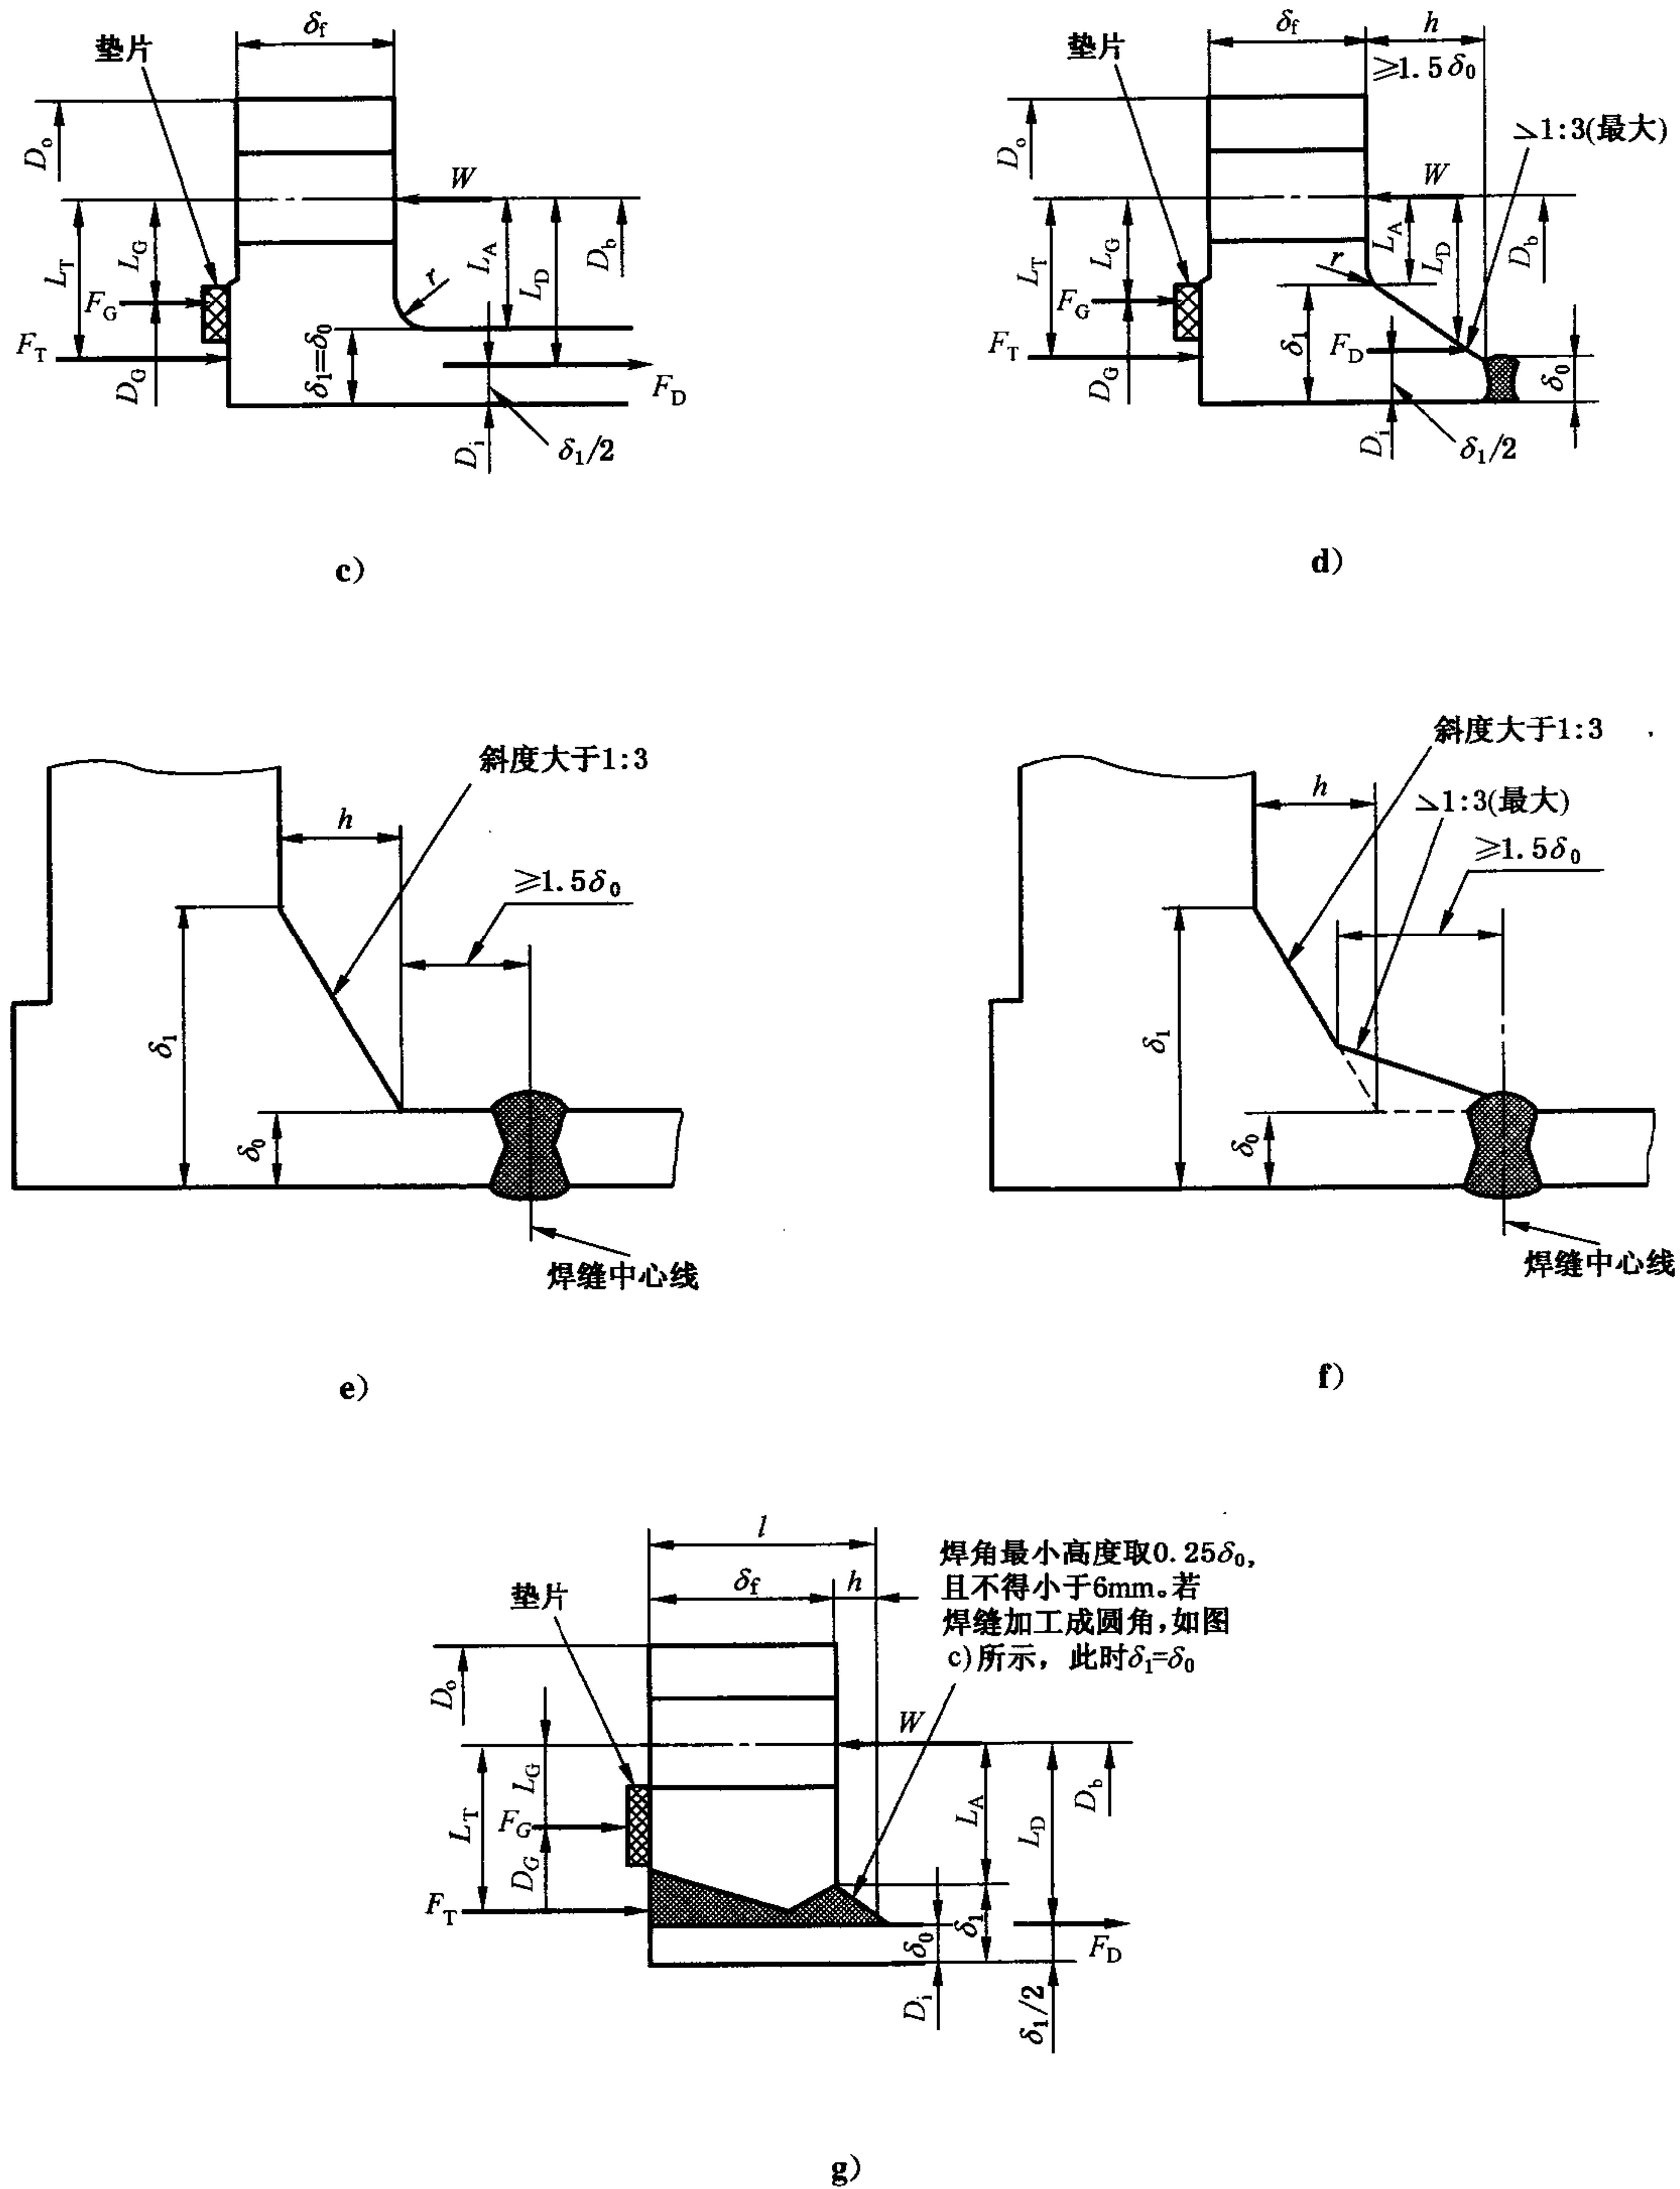 δf
垫片
Do
W
LT
LG
LA
LD
Db
r
FG
FT
DG
δ1=δ0
FD
Di
δ1/2
c)
δf
h
垫片
≥1.5δ0
1:3(最大)
Do
W
LT
LG
LA
LD
Db
r
FG
FT
DG
δ1
FD
δ0
Di
δ1/2
d)
斜度大于1:3
h
≥1.5δ0
δ1
δ0
焊缝中心线
e)
斜度大于1:3
h
1:3(最大)
≥1.5δ0
δ1
δ0
焊缝中心线
f)
l
δf
h
垫片
焊角最小高度取0.25δ0,
且不得小于6mm。若
焊缝加工成圆角,如图
c)所示，此时δ1=δ0
Do
W
LG
LT
FG
DG
FT
LA
LD
Db
δ0
δ1
FD
Di
δ1/2
g)